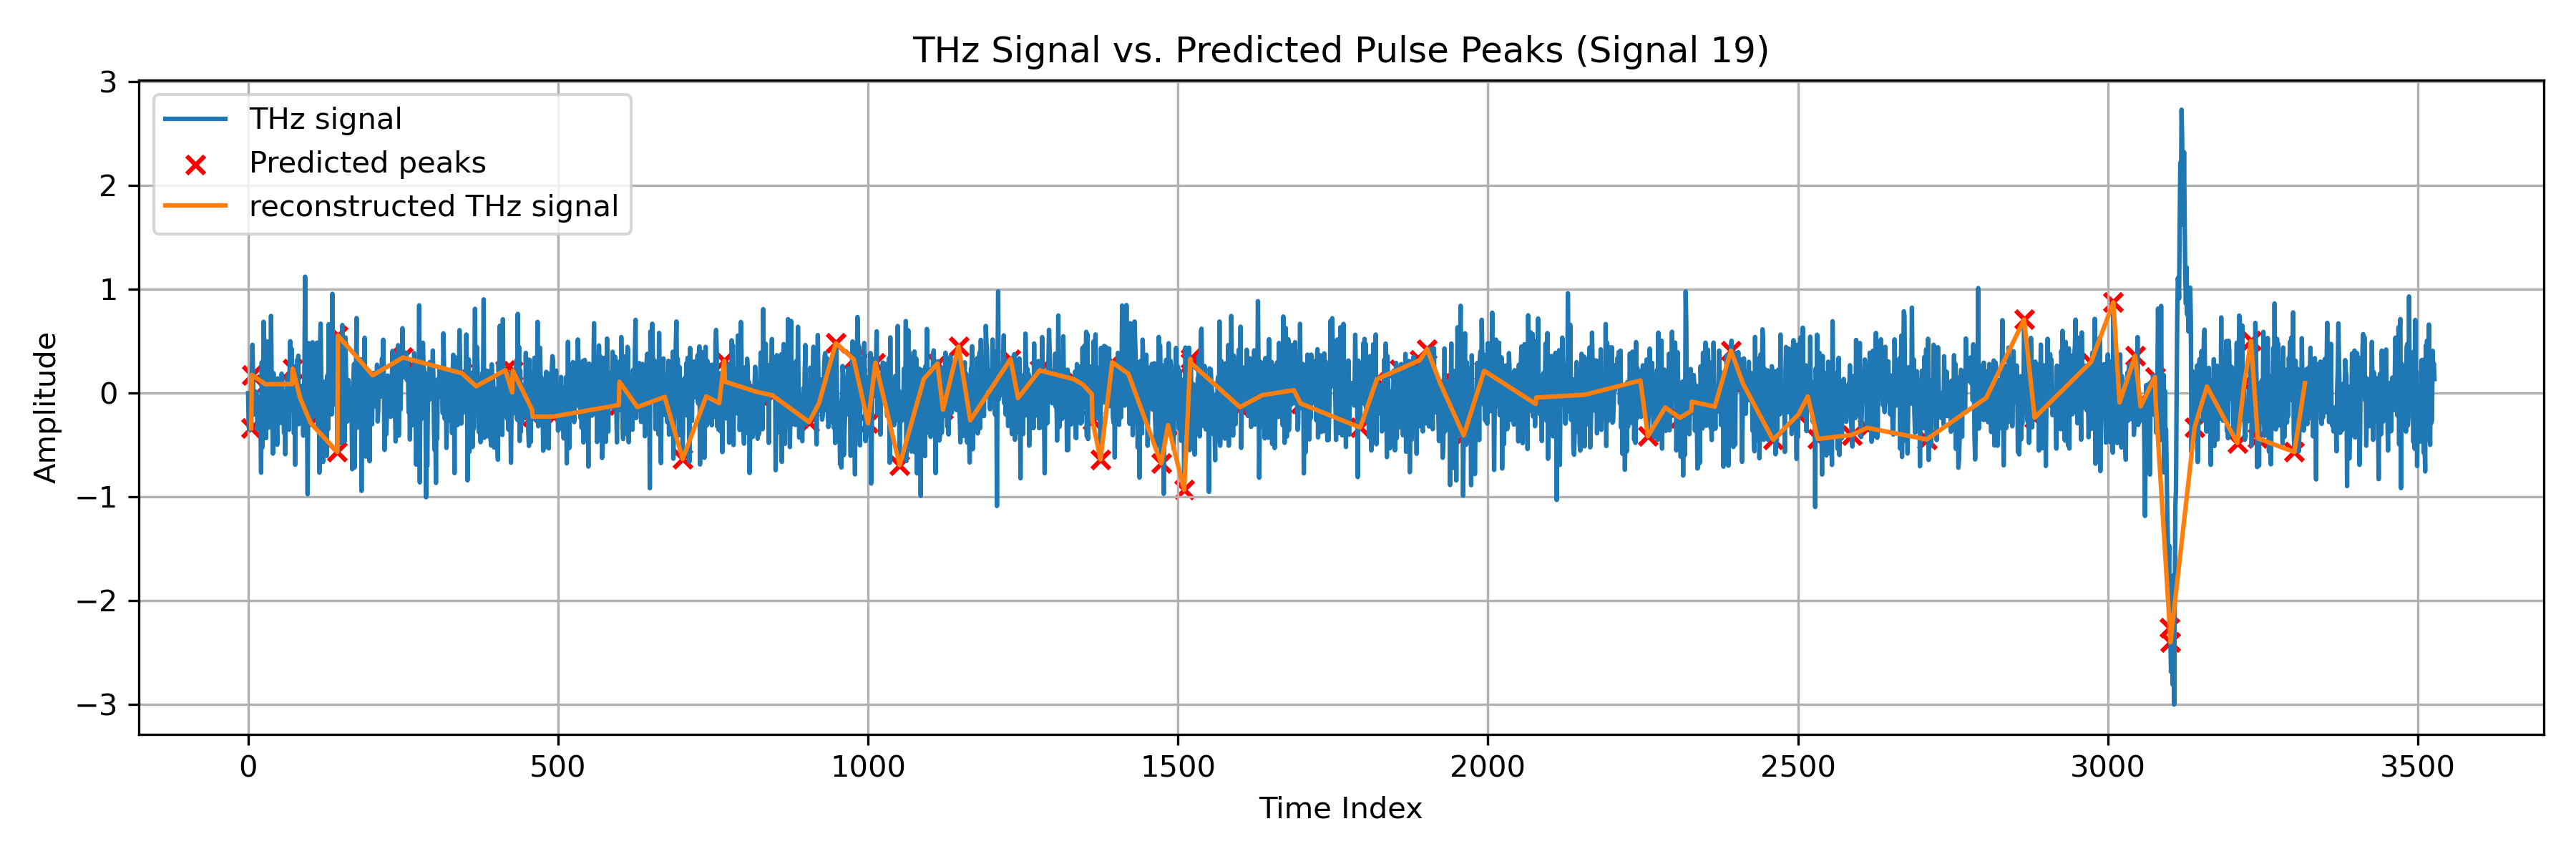 THz Signal vs. Predicted Pulse Peaks (Signal 19)
THz signal
Predicted peaks
reconstructed THz signal
Amplitude
3
2
1
0
−1
−2
−3
0 500 1000 1500 2000 2500 3000 3500
Time Index